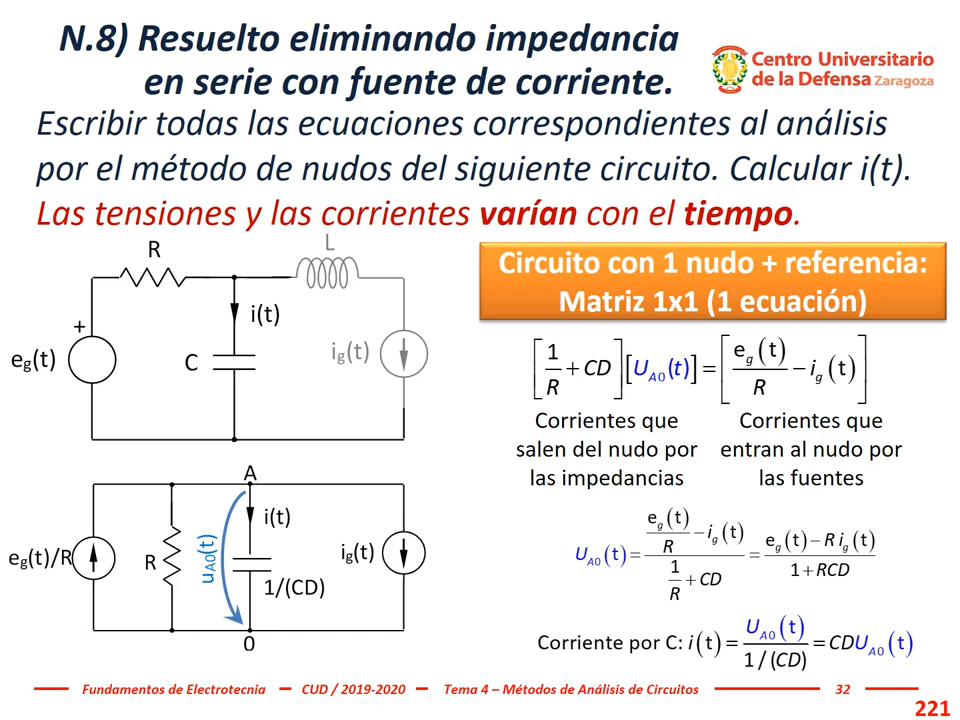 N.8) Resuelto eliminando impedancia
en serie con fuente de corriente.
Centro Universitario
de la Defensa Zaragoza
Escribir todas las ecuaciones correspondientes al análisis
por el método de nudos del siguiente circuito. Calcular i(t).
Las tensiones y las corrientes varían con el tiempo.
R
L
+
i(t)
eg(t)
C
ig(t)
Circuito con 1 nudo + referencia:
Matriz 1x1 (1 ecuación)
[1/R + CD][UA0(t)] = [eg(t)/R − ig(t)]
Corrientes que
salen del nudo por
las impedancias
Corrientes que
entran al nudo por
las fuentes
A
i(t)
eg(t)/R
R
uA0(t)
ig(t)
1/(CD)
0
UA0(t) = (eg(t)/R − ig(t))/(1/R + CD) = (eg(t) − R ig(t))/(1 + RCD)
Corriente por C: i(t) = UA0(t)/(1/(CD)) = CDUA0(t)
Fundamentos de Electrotecnia — CUD / 2019-2020 — Tema 4 – Métodos de Análisis de Circuitos — 32
221